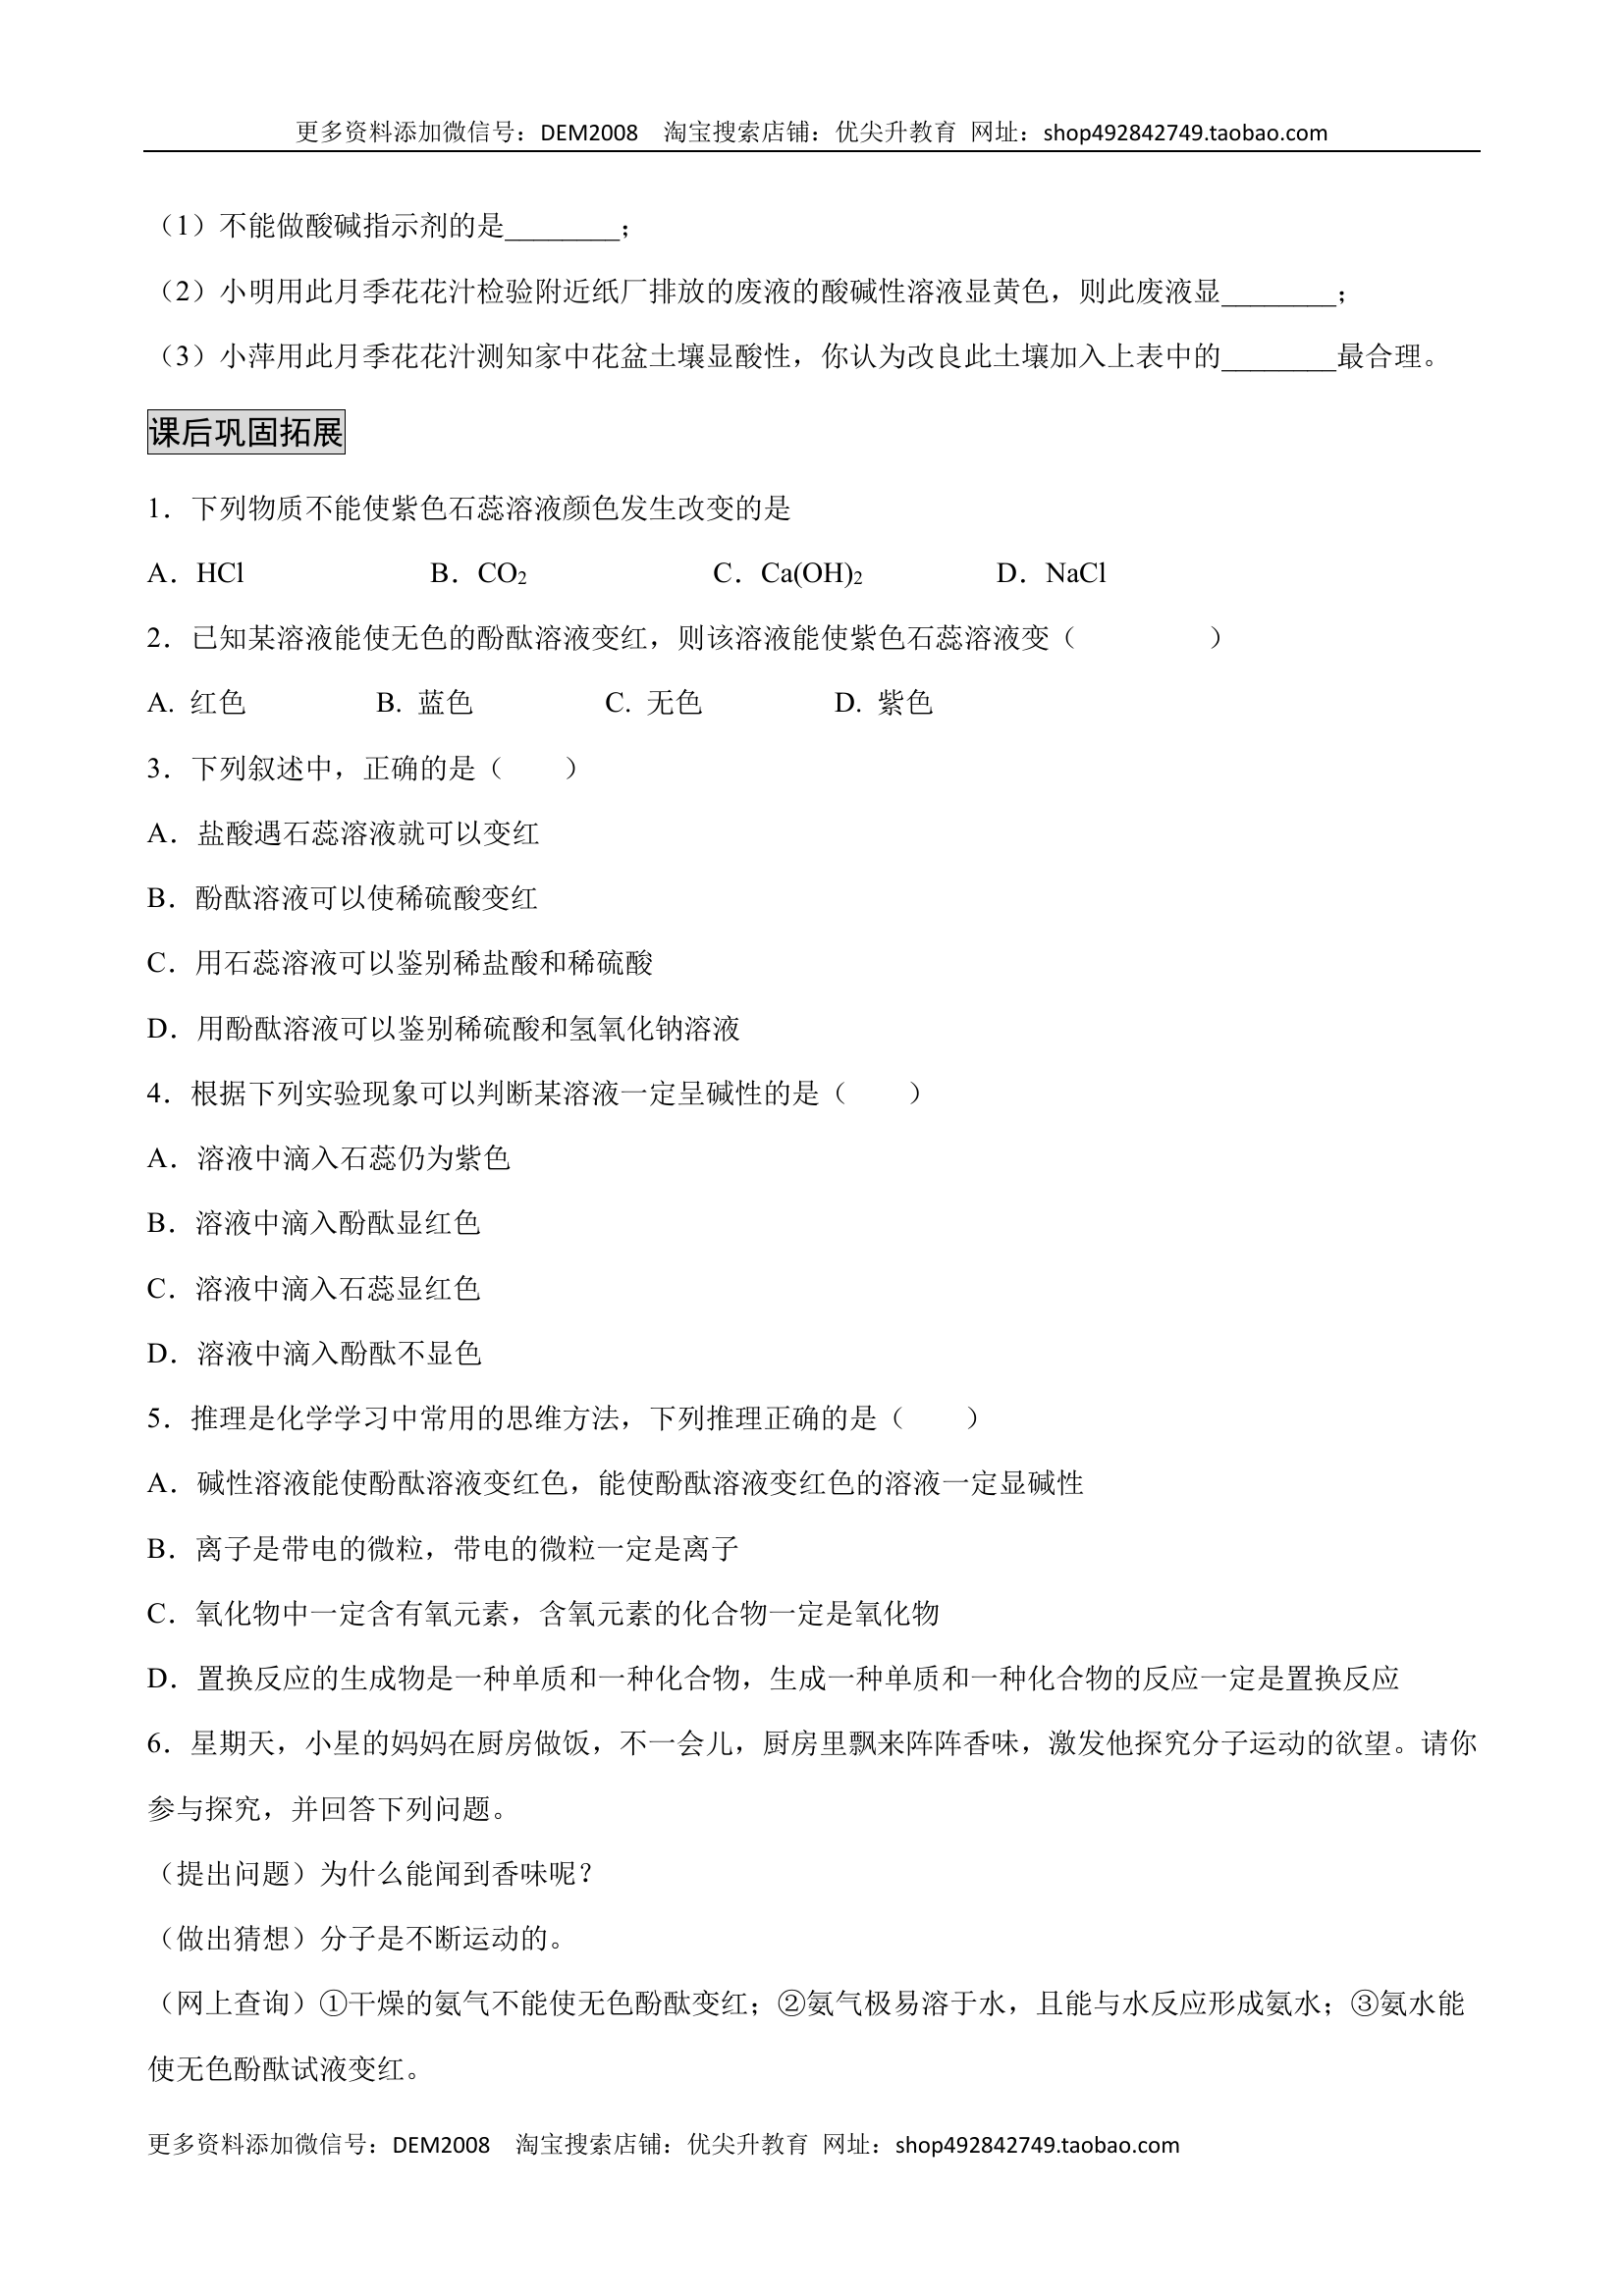 更多资料添加微信号：DEM2008 淘宝搜索店铺：优尖升教育 网址：shop492842749.taobao.com
（1）不能做酸碱指示剂的是________；
（2）小明用此月季花花汁检验附近纸厂排放的废液的酸碱性溶液显黄色，则此废液显________；
（3）小萍用此月季花花汁测知家中花盆土壤显酸性，你认为改良此土壤加入上表中的________最合理。
课后巩固拓展
1．下列物质不能使紫色石蕊溶液颜色发生改变的是
A．HCl B．CO₂ C．Ca(OH)₂ D．NaCl
2．已知某溶液能使无色的酚酞溶液变红，则该溶液能使紫色石蕊溶液变（ ）
A. 红色 B. 蓝色 C. 无色 D. 紫色
3．下列叙述中，正确的是（ ）
A．盐酸遇石蕊溶液就可以变红
B．酚酞溶液可以使稀硫酸变红
C．用石蕊溶液可以鉴别稀盐酸和稀硫酸
D．用酚酞溶液可以鉴别稀硫酸和氢氧化钠溶液
4．根据下列实验现象可以判断某溶液一定呈碱性的是（ ）
A．溶液中滴入石蕊仍为紫色
B．溶液中滴入酚酞显红色
C．溶液中滴入石蕊显红色
D．溶液中滴入酚酞不显色
5．推理是化学学习中常用的思维方法，下列推理正确的是（ ）
A．碱性溶液能使酚酞溶液变红色，能使酚酞溶液变红色的溶液一定显碱性
B．离子是带电的微粒，带电的微粒一定是离子
C．氧化物中一定含有氧元素，含氧元素的化合物一定是氧化物
D．置换反应的生成物是一种单质和一种化合物，生成一种单质和一种化合物的反应一定是置换反应
6．星期天，小星的妈妈在厨房做饭，不一会儿，厨房里飘来阵阵香味，激发他探究分子运动的欲望。请你
参与探究，并回答下列问题。
（提出问题）为什么能闻到香味呢？
（做出猜想）分子是不断运动的。
（网上查询）①干燥的氨气不能使无色酚酞变红；②氨气极易溶于水，且能与水反应形成氨水；③氨水能
使无色酚酞试液变红。
更多资料添加微信号：DEM2008 淘宝搜索店铺：优尖升教育 网址：shop492842749.taobao.com